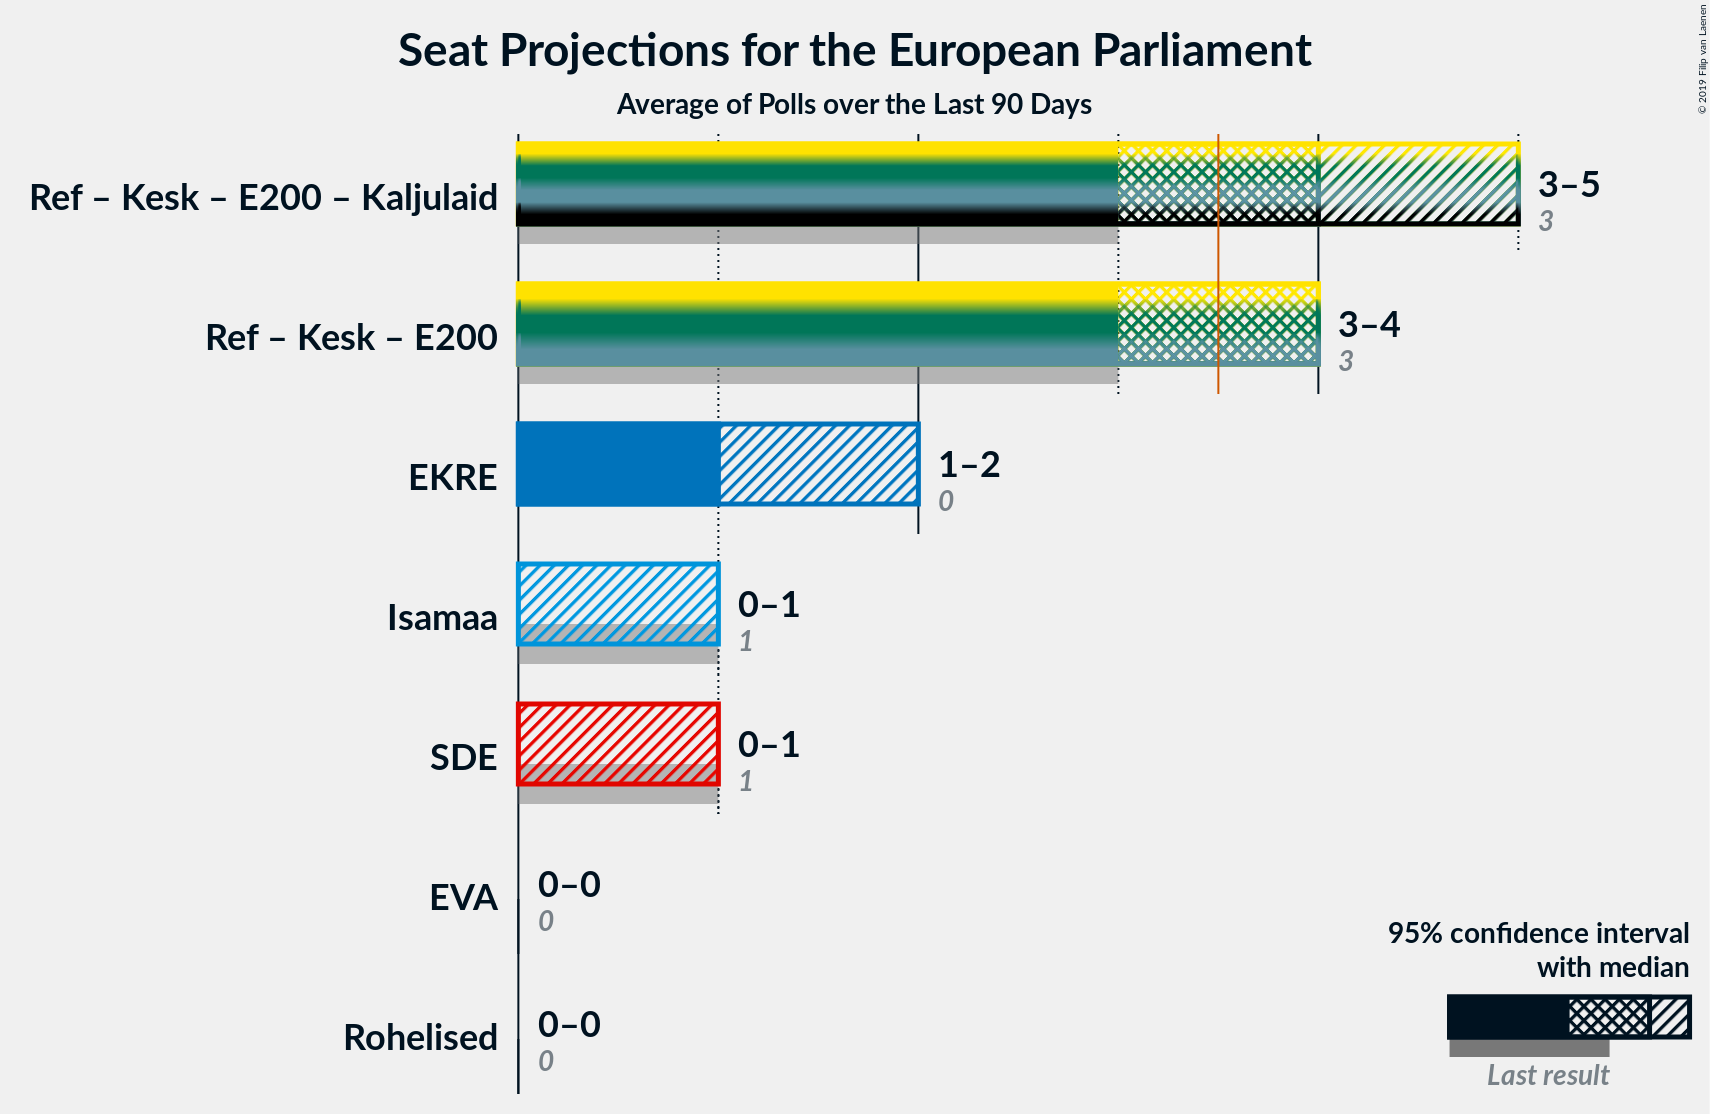 Seat Projections for the European Parliament
Average of Polls over the Last 90 Days
© 2019 Filip van Laenen
Ref – Kesk – E200 – Kaljulaid
3–5
3
Ref – Kesk – E200
3–4
3
EKRE
1–2
0
Isamaa
0–1
1
SDE
0–1
1
EVA
0–0
0
Rohelised
0–0
0
95% confidence interval
with median
Last result